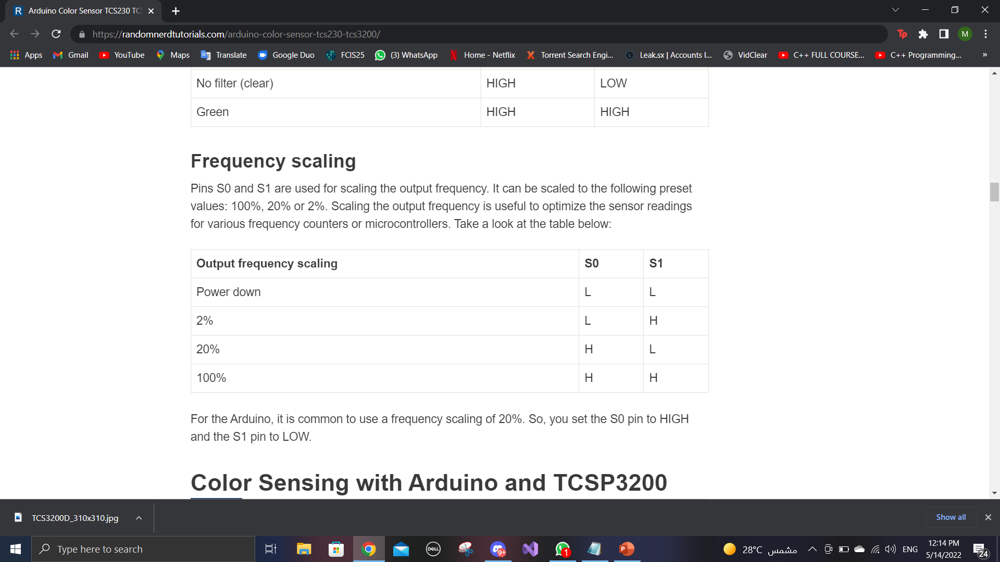 Arduino Color Sensor TCS230 TCS
https://randomnerdtutorials.com/arduino-color-sensor-tcs230-tcs3200/
Tp
M
Apps Gmail YouTube Maps Translate Google Duo FCIS25 (3) WhatsApp Home - Netflix Torrent Search Engi... Leak.sx | Accounts I... VidClear C++ FULL COURSE... C++ Programming... »
No filter (clear) HIGH LOW
Green HIGH HIGH
Frequency scaling
Pins S0 and S1 are used for scaling the output frequency. It can be scaled to the following preset
values: 100%, 20% or 2%. Scaling the output frequency is useful to optimize the sensor readings
for various frequency counters or microcontrollers. Take a look at the table below:
Output frequency scaling S0 S1
Power down L L
2% L H
20% H L
100% H H
For the Arduino, it is common to use a frequency scaling of 20%. So, you set the S0 pin to HIGH
and the S1 pin to LOW.
Color Sensing with Arduino and TCSP3200
TCS3200D_310x310.jpg
Show all
Type here to search
DELL
9+
1
P
28°C مشمس
ENG
12:14 PM
5/14/2022
24